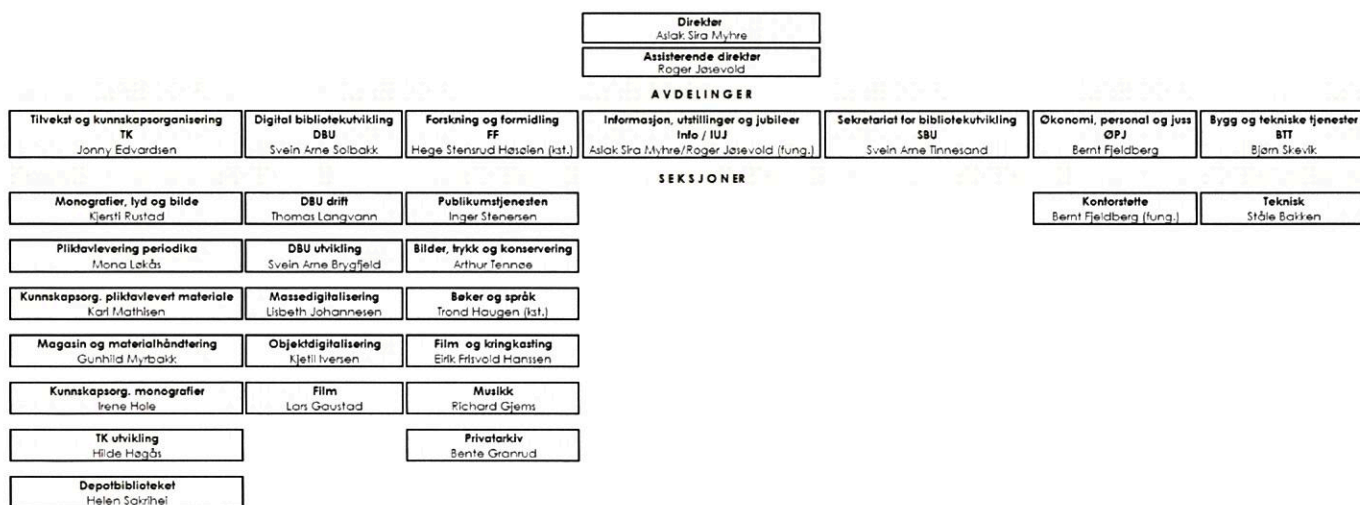 Direktør
Aslak Sira Myhre
Assisterende direktør
Roger Jøsevold
AVDELINGER
Tilvekst og kunnskapsorganisering
TK
Jonny Edvardsen
Digital bibliotekutvikling
DBU
Svein Arne Solbakk
Forskning og formidling
FF
Hege Stensrud Høsøien (kst.)
Informasjon, utstillinger og jubileer
Info / IUJ
Aslak Sira Myhre/Roger Jøsevold (fung.)
Sekretariat for bibliotekutvikling
SBU
Svein Arne Tinnesand
Økonomi, personal og juss
ØPJ
Bernt Fjeldberg
Bygg og tekniske tjenester
BTT
Bjørn Skevik
SEKSJONER
Monografier, lyd og bilde
Kjersti Rustad
DBU drift
Thomas Langvann
Publikumstjenesten
Inger Stenersen
Kontorstøtte
Bernt Fjeldberg (fung.)
Teknisk
Ståle Bakken
Pliktavlevering periodika
Mona Løkås
DBU utvikling
Svein Arne Brygfjeld
Bilder, trykk og konservering
Arthur Tennøe
Kunnskapsorg. pliktavlevert materiale
Karl Mathisen
Massedigitalisering
Lisbeth Johannesen
Bøker og språk
Trond Haugen (kst.)
Magasin og materialhåndtering
Gunhild Myrbakk
Objektdigitalisering
Kjetil Iversen
Film og kringkasting
Eirik Frisvold Hanssen
Kunnskapsorg. monografier
Irene Hole
Film
Lars Gaustad
Musikk
Richard Gjems
TK utvikling
Hilde Høgås
Privatarkiv
Bente Granrud
Depotbiblioteket
Helen Sakrihei